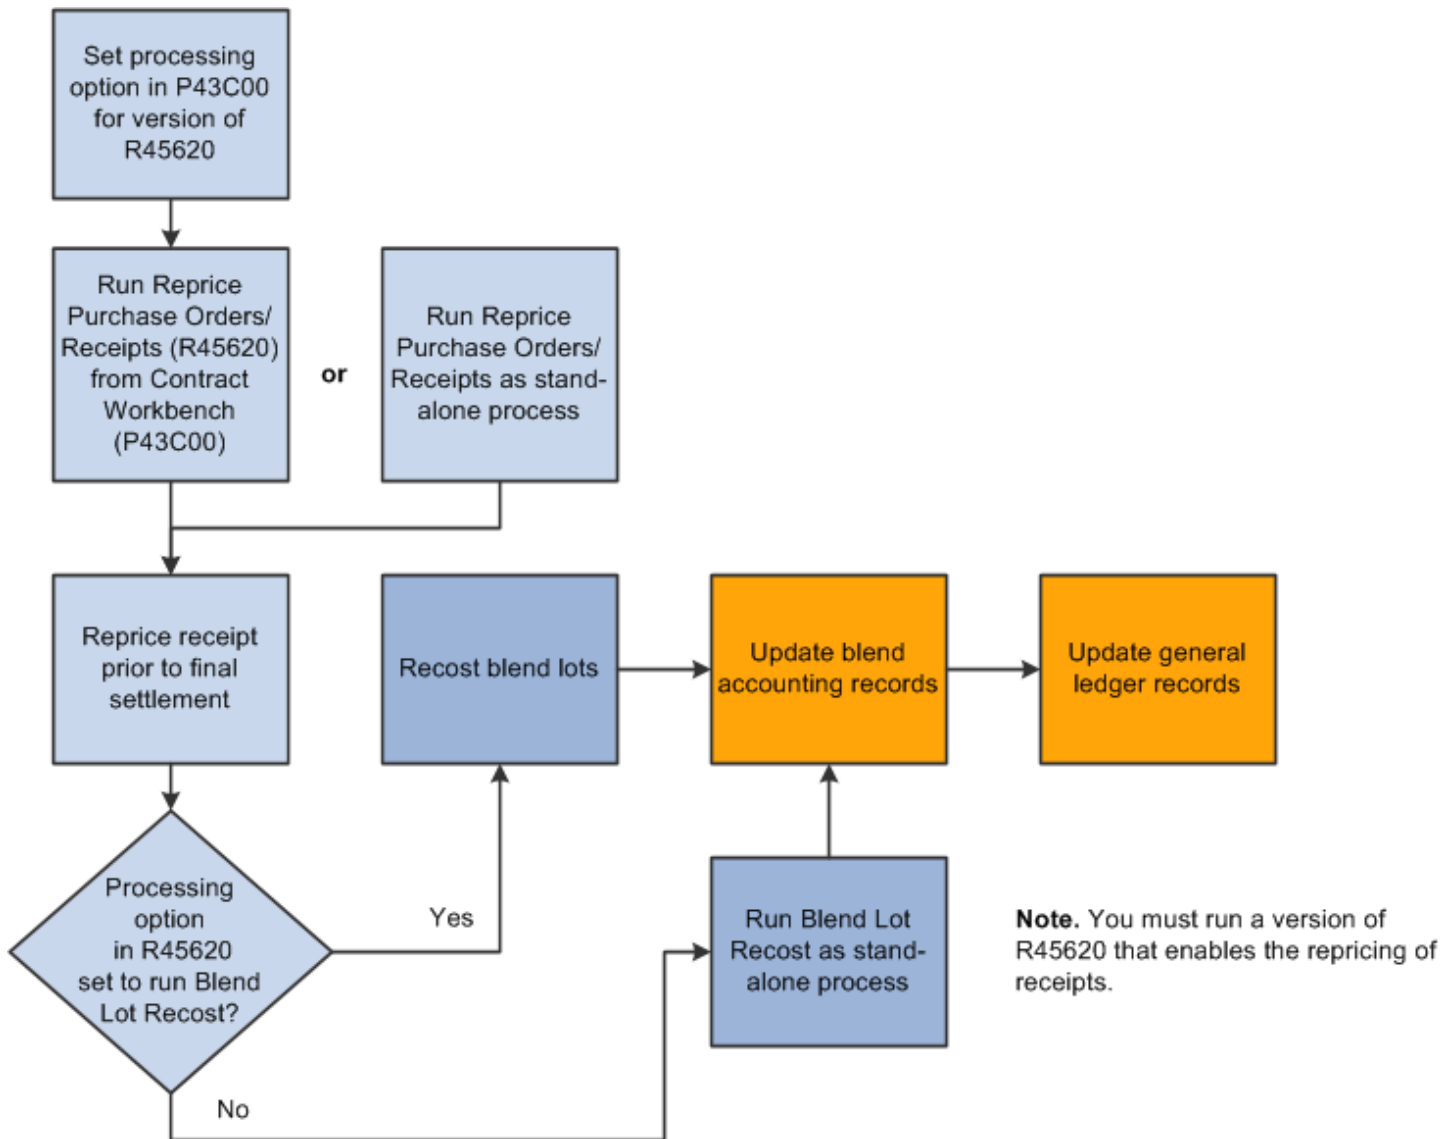 Set processing
option in P43C00
for version of
R45620
Run Reprice
Purchase Orders/
Receipts (R45620)
from Contract
Workbench
(P43C00)
or
Run Reprice
Purchase Orders/
Receipts as stand-
alone process
Reprice receipt
prior to final
settlement
Recost blend lots
Update blend
accounting records
Update general
ledger records
Processing
option
in R45620
set to run Blend
Lot Recost?
Yes
No
Run Blend Lot
Recost as stand-
alone process
Note. You must run a version of
R45620 that enables the repricing of
receipts.